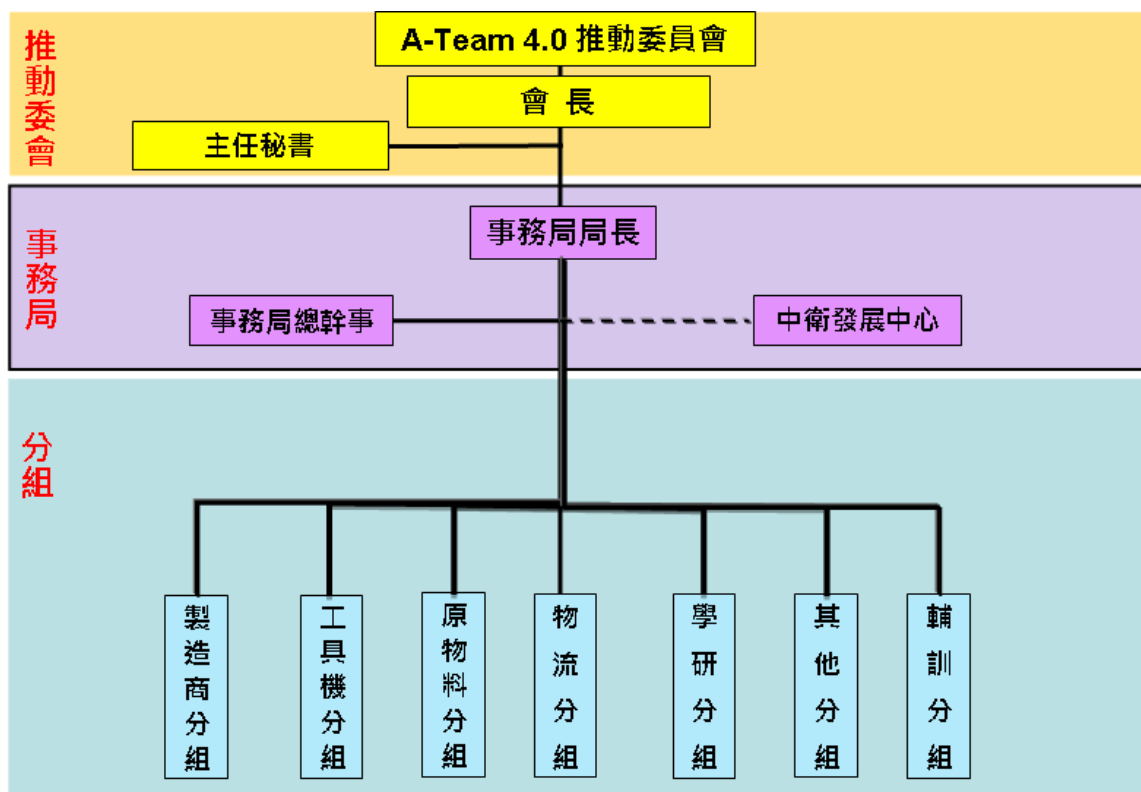 推動委會
A-Team 4.0 推動委員會
會 長
主任秘書
事務局
事務局局長
事務局總幹事
中衛發展中心
分組
製造商分組
工具機分組
原物料分組
物流分組
學研分組
其他分組
輔訓分組